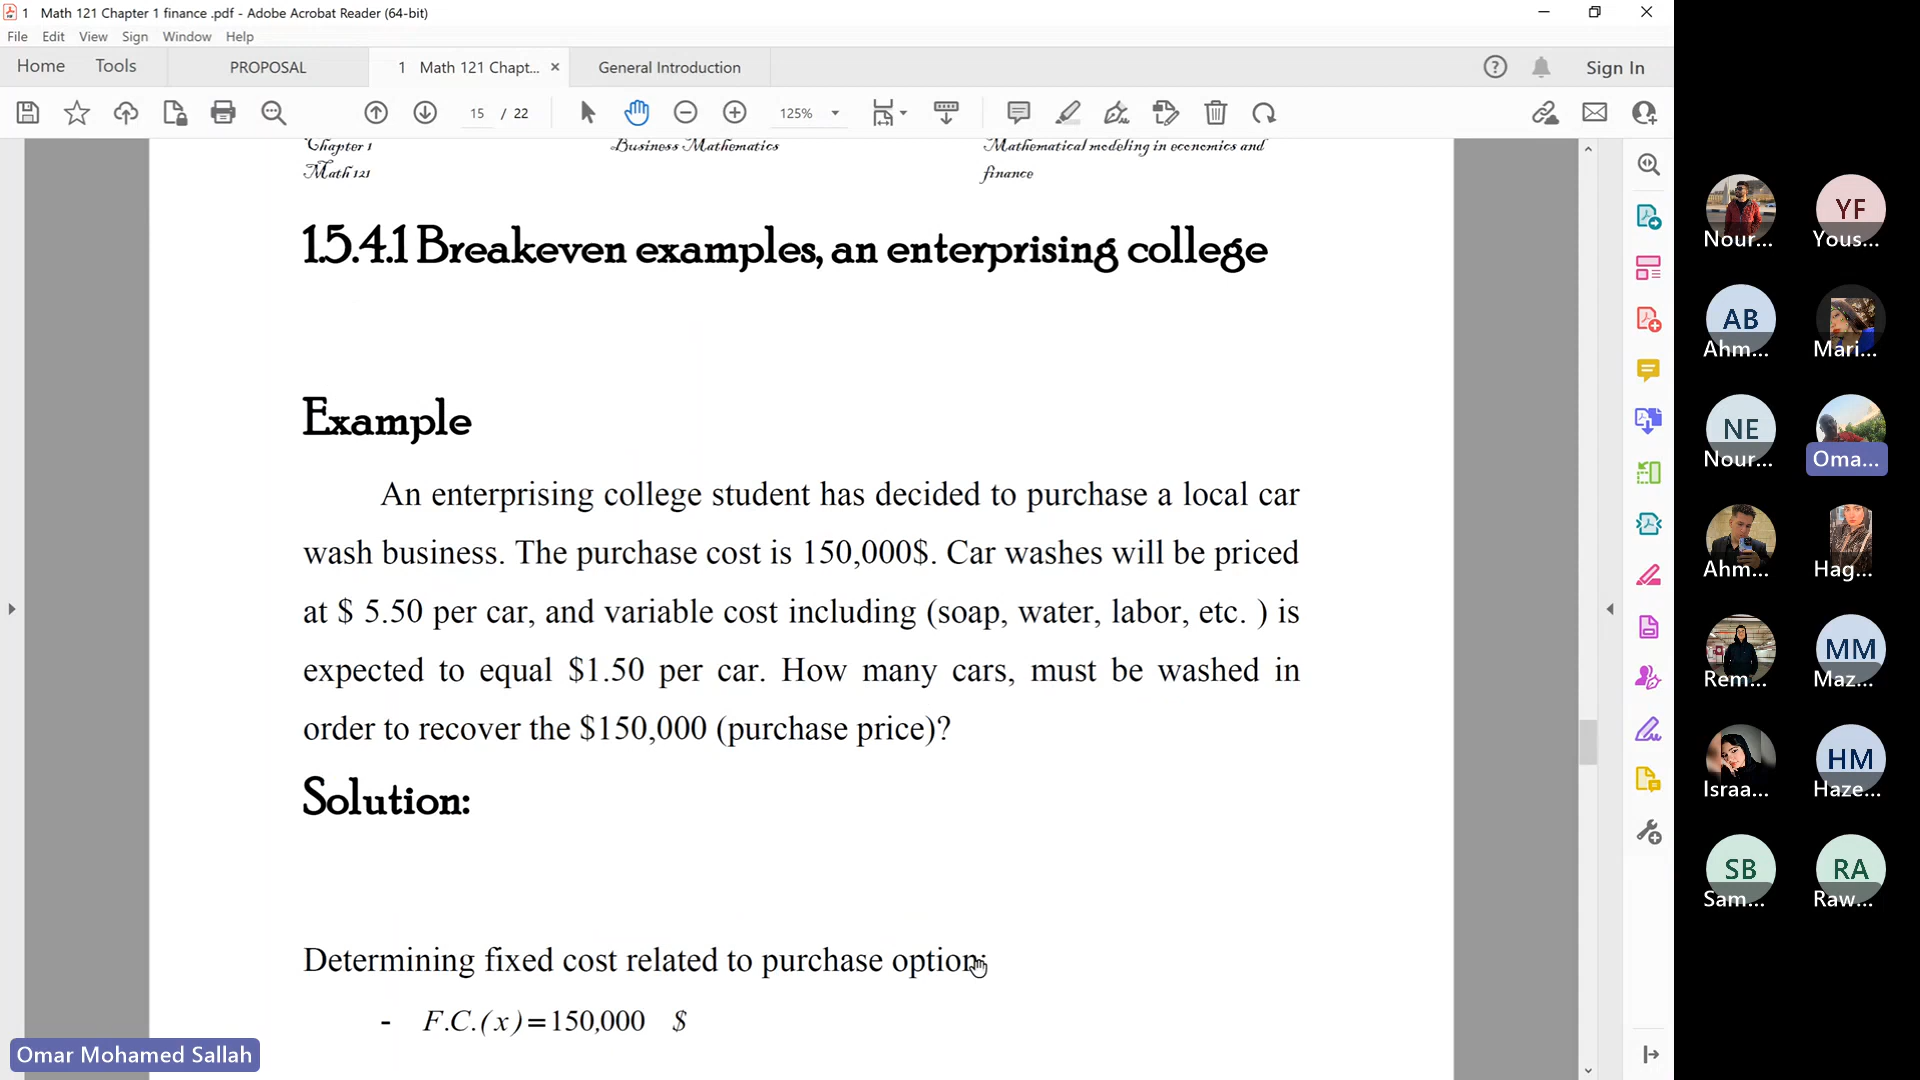 1 Math 121 Chapter 1 finance .pdf - Adobe Acrobat Reader (64-bit)
File Edit View Sign Window Help
Home Tools PROPOSAL 1 Math 121 Chapt... × General Introduction Sign In
15 / 22 125%
Chapter 1 Business Mathematics Mathematical modeling in economics and
Math 121 finance
1.5.4.1 Breakeven examples, an enterprising college
Example
An enterprising college student has decided to purchase a local car
wash business. The purchase cost is 150,000$. Car washes will be priced
at $ 5.50 per car, and variable cost including (soap, water, labor, etc. ) is
expected to equal $1.50 per car. How many cars, must be washed in
order to recover the $150,000 (purchase price)?
Solution:
Determining fixed cost related to purchase option:
- F.C.(x)=150,000 $
Omar Mohamed Sallah
Nour... YF Yous...
AB Ahm... Mari...
NE Nour... Oma...
Ahm... Hag...
Rem... MM Maz...
Israa... HM Haze...
SB Sam... RA Raw...